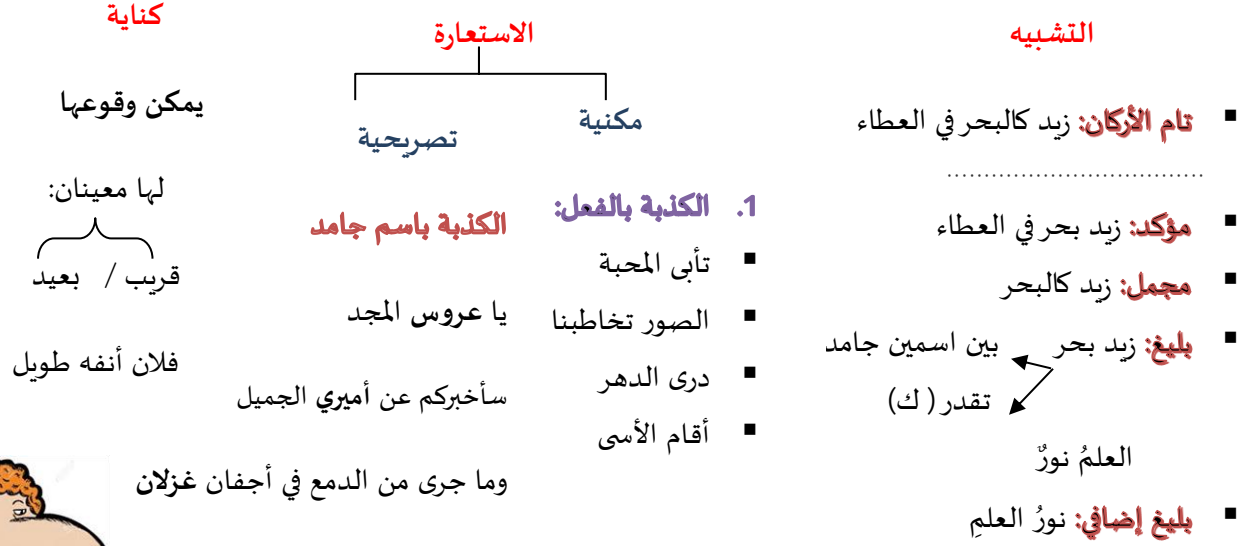 التشبيه
تام الأركان: زيد كالبحر في العطاء
..................................
مؤكد: زيد بحر في العطاء
مجمل: زيد كالبحر
بليغ: زيد بحر بين اسمين جامد
تقدر ( ك)
العلمُ نورٌ
بليغ إضافي: نورُ العلمِ
الاستعارة
مكنية
1. الكذبة بالفعل:
تأبى المحبة
الصور تخاطبنا
درى الدهر
أقام الأسى
تصريحية
الكذبة باسم جامد
يا عروس المجد
سأخبركم عن أميري الجميل
وما جرى من الدمع في أجفان غزلان
كناية
يمكن وقوعها
لها معينان:
قريب / بعيد
فلان أنفه طويل